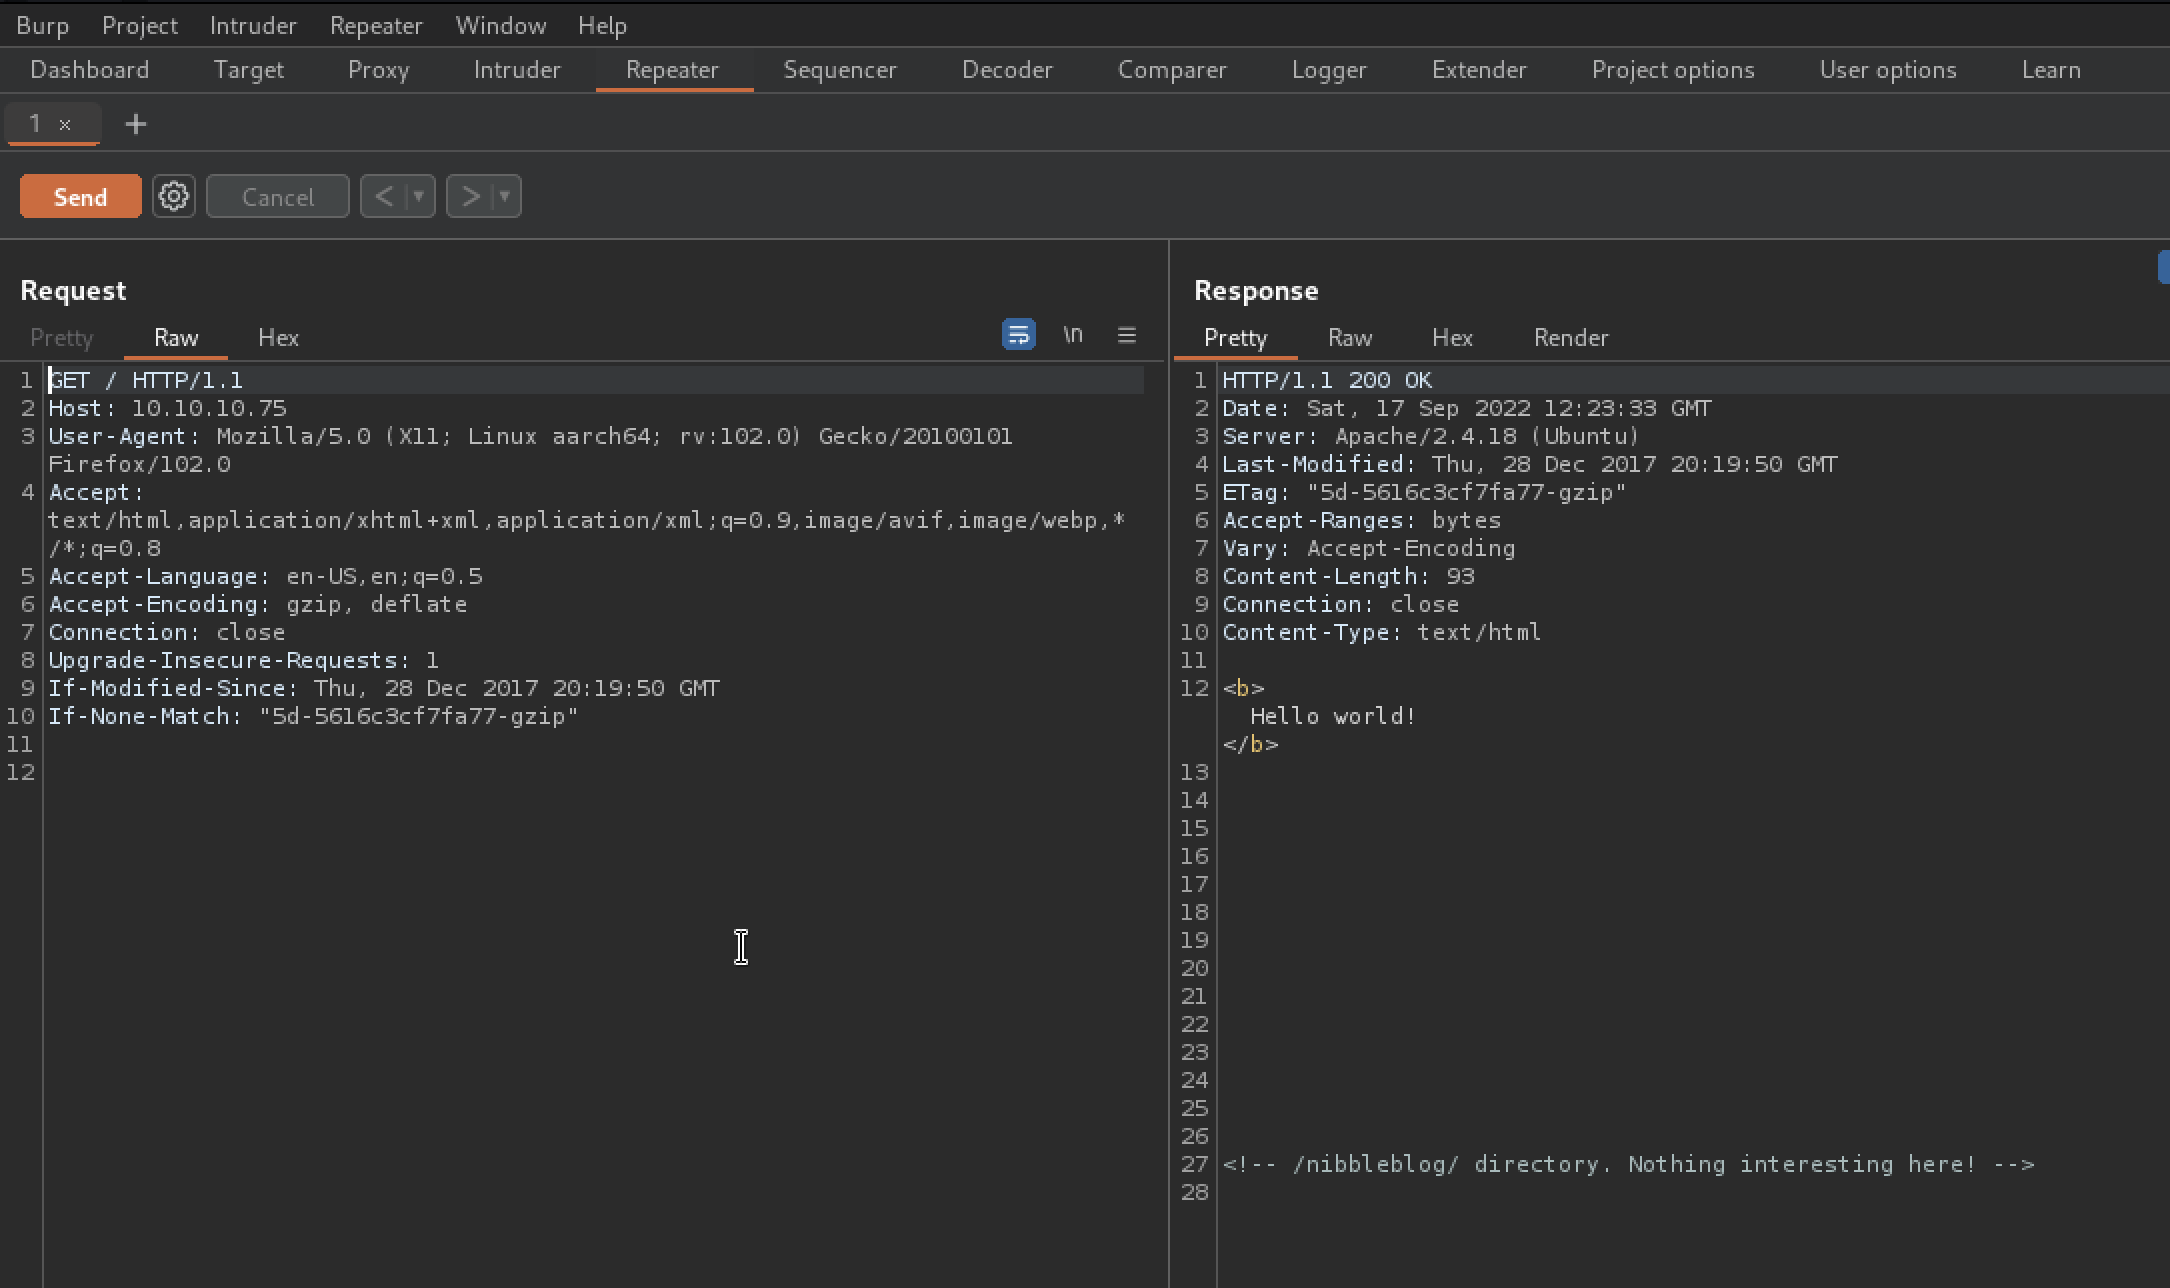 Burp Project Intruder Repeater Window Help
Dashboard Target Proxy Intruder Repeater Sequencer Decoder Comparer Logger Extender Project options User options Learn
1 × +
Send Cancel < >
Request
Pretty Raw Hex \n
1 GET / HTTP/1.1
2 Host: 10.10.10.75
3 User-Agent: Mozilla/5.0 (X11; Linux aarch64; rv:102.0) Gecko/20100101
Firefox/102.0
4 Accept:
text/html,application/xhtml+xml,application/xml;q=0.9,image/avif,image/webp,*
/*;q=0.8
5 Accept-Language: en-US,en;q=0.5
6 Accept-Encoding: gzip, deflate
7 Connection: close
8 Upgrade-Insecure-Requests: 1
9 If-Modified-Since: Thu, 28 Dec 2017 20:19:50 GMT
10 If-None-Match: "5d-5616c3cf7fa77-gzip"
11
12
Response
Pretty Raw Hex Render
1 HTTP/1.1 200 OK
2 Date: Sat, 17 Sep 2022 12:23:33 GMT
3 Server: Apache/2.4.18 (Ubuntu)
4 Last-Modified: Thu, 28 Dec 2017 20:19:50 GMT
5 ETag: "5d-5616c3cf7fa77-gzip"
6 Accept-Ranges: bytes
7 Vary: Accept-Encoding
8 Content-Length: 93
9 Connection: close
10 Content-Type: text/html
11
12 <b>
Hello world!
</b>
13
14
15
16
17
18
19
20
21
22
23
24
25
26
27 <!-- /nibbleblog/ directory. Nothing interesting here! -->
28